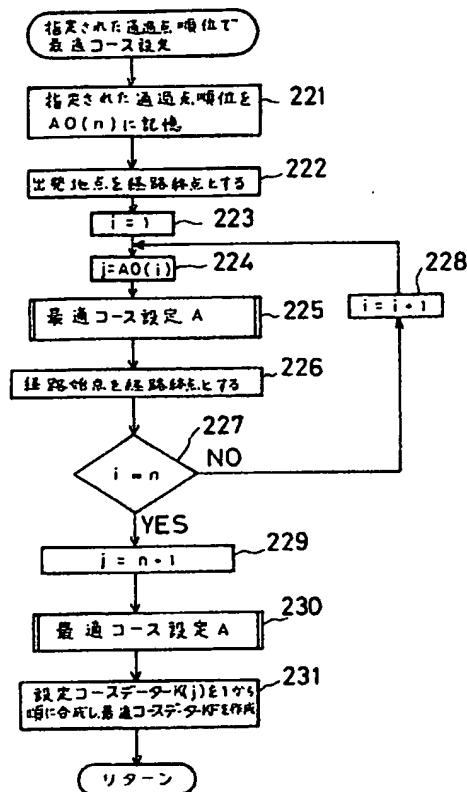 指定された通過点順位で
最適コース設定
指定された通過点順位を
AO(n)に記憶
221
出発地点を経路終点とする
222
i=1
223
j=AO(i)
224
228
i=i+1
最適コース設定 A
225
経路始点を経路終点とする
226
227
i=n
NO
YES
j=n+1
229
最適コース設定A
230
231
設定コースデーターK(j)を1から
順に合成し最適コースデーターKFを作成
リターン